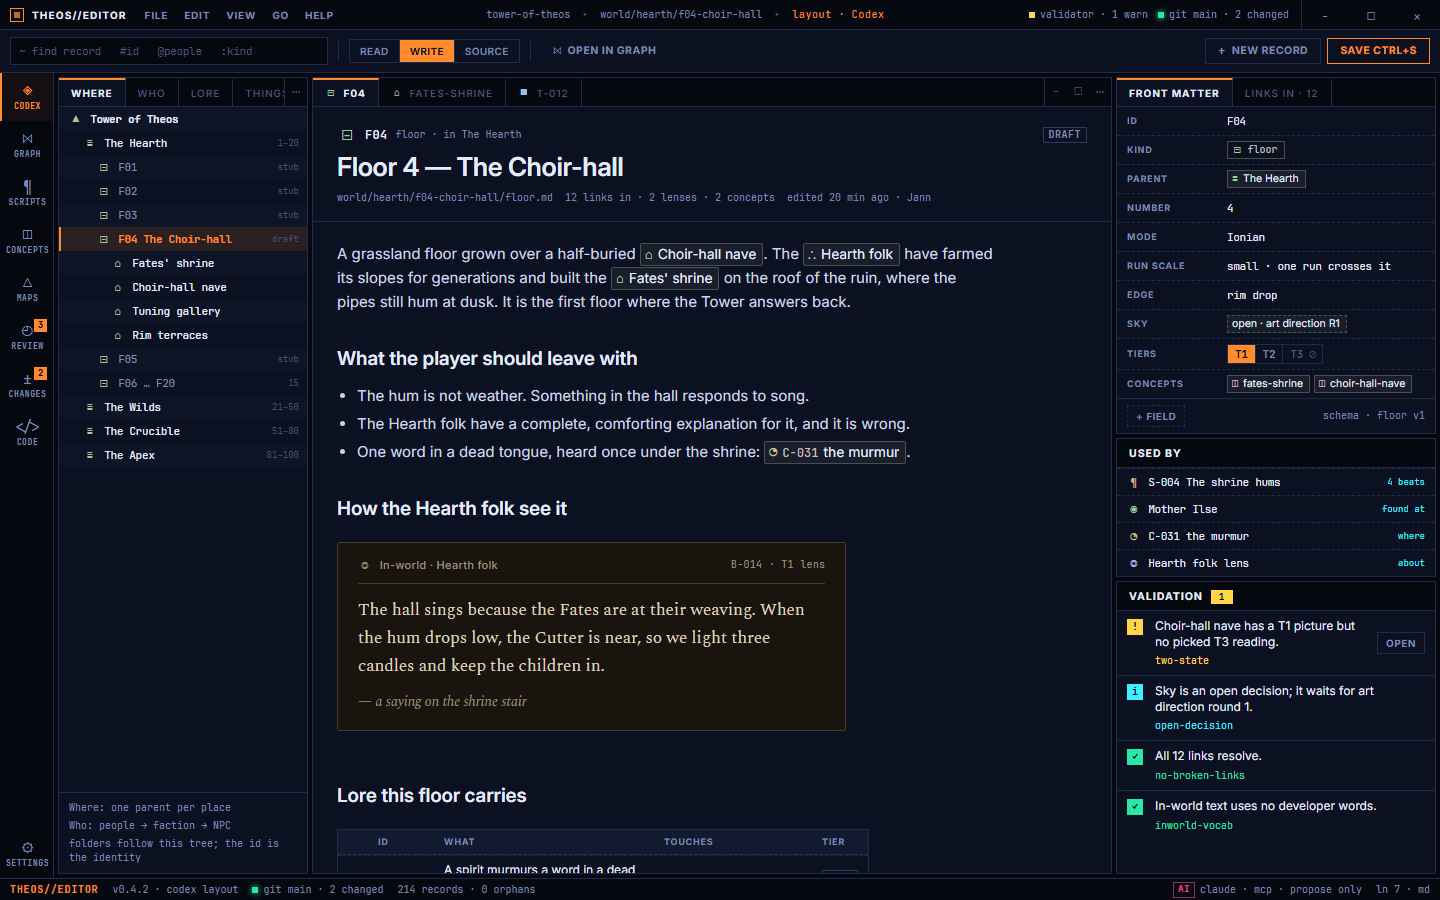 THEOS//EDITOR FILE EDIT VIEW GO HELP
tower-of-theos ▸ world/hearth/f04-choir-hall ▸ layout · Codex
validator · 1 warn git main · 2 changed
~ find record #id @people :kind
READ WRITE SOURCE
OPEN IN GRAPH
+ NEW RECORD SAVE CTRL+S
CODEX
GRAPH
SCRIPTS
CONCEPTS
MAPS
3
REVIEW
2
CHANGES
CODE
SETTINGS
WHERE WHO LORE THINGS ⋯
Tower of Theos
The Hearth 1–20
F01 stub
F02 stub
F03 stub
F04 The Choir-hall draft
Fates' shrine
Choir-hall nave
Tuning gallery
Rim terraces
F05 stub
F06 … F20 15
The Wilds 21–50
The Crucible 51–80
The Apex 81–100
Where: one parent per place
Who: people → faction → NPC
folders follow this tree; the id is
the identity
F04 FATES-SHRINE T-012
F04 floor · in The Hearth DRAFT
Floor 4 — The Choir-hall
world/hearth/f04-choir-hall/floor.md 12 links in · 2 lenses · 2 concepts edited 20 min ago · Jann
A grassland floor grown over a half-buried Choir-hall nave. The Hearth folk have farmed
its slopes for generations and built the Fates' shrine on the roof of the ruin, where the
pipes still hum at dusk. It is the first floor where the Tower answers back.
What the player should leave with
• The hum is not weather. Something in the hall responds to song.
• The Hearth folk have a complete, comforting explanation for it, and it is wrong.
• One word in a dead tongue, heard once under the shrine: C-031 the murmur.
How the Hearth folk see it
In-world · Hearth folk B-014 · T1 lens
The hall sings because the Fates are at their weaving. When
the hum drops low, the Cutter is near, so we light three
candles and keep the children in.
— a saying on the shrine stair
Lore this floor carries
ID WHAT TOUCHES TIER
A spirit murmurs a word in a dead
FRONT MATTER LINKS IN · 12
ID F04
KIND floor
PARENT The Hearth
NUMBER 4
MODE Ionian
RUN SCALE small · one run crosses it
EDGE rim drop
SKY open · art direction R1
TIERS T1 T2 T3 ∅
CONCEPTS fates-shrine choir-hall-nave
+ FIELD schema · floor v1
USED BY
¶ S-004 The shrine hums 4 beats
Mother Ilse found at
C-031 the murmur where
Hearth folk lens about
VALIDATION 1
! Choir-hall nave has a T1 picture but
no picked T3 reading.
two-state
OPEN
i Sky is an open decision; it waits for art
direction round 1.
open-decision
✓ All 12 links resolve.
no-broken-links
✓ In-world text uses no developer words.
inworld-vocab
THEOS//EDITOR v0.4.2 · codex layout git main · 2 changed 214 records · 0 orphans
AI claude · mcp · propose only ln 7 · md